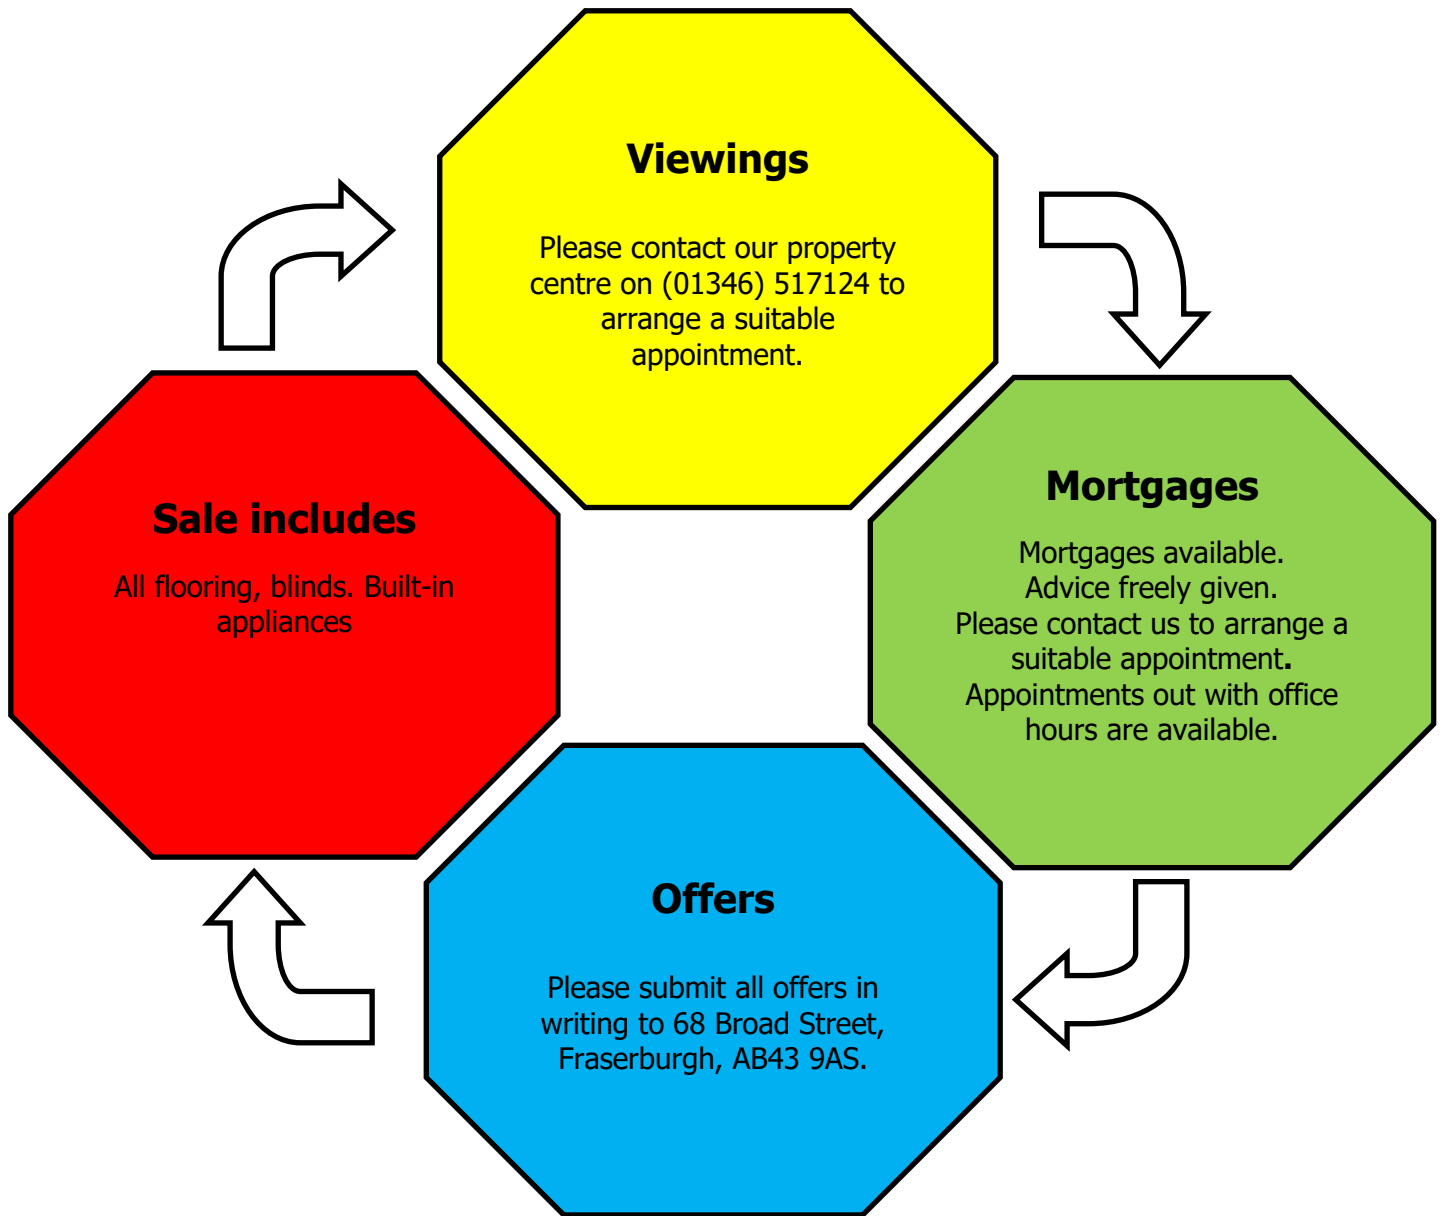 Viewings
Please contact our property
centre on (01346) 517124 to
arrange a suitable
appointment.
Mortgages
Mortgages available.
Advice freely given.
Please contact us to arrange a
suitable appointment.
Appointments out with office
hours are available.
Offers
Please submit all offers in
writing to 68 Broad Street,
Fraserburgh, AB43 9AS.
Sale includes
All flooring, blinds. Built-in
appliances